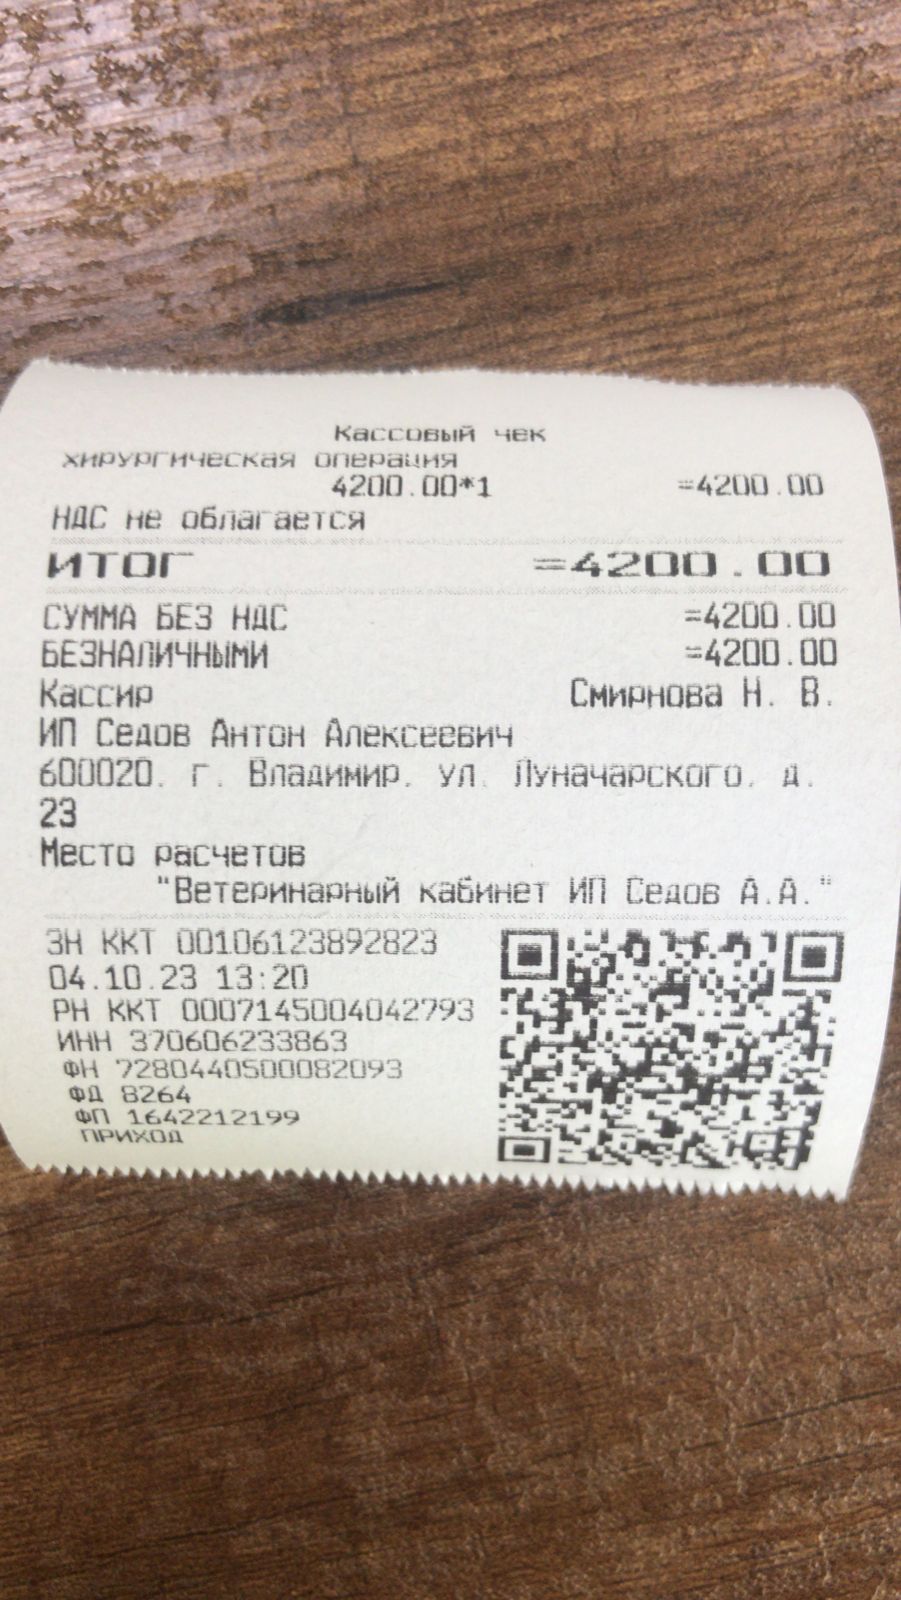 Кассовый чек
хирургическая операция
4200.00*1 =4200.00
НДС не облагается
ИТОГ =4200.00
СУММА БЕЗ НДС =4200.00
БЕЗНАЛИЧНЫМИ =4200.00
Кассир Смирнова Н. В.
ИП Седов Антон Алексеевич
600020, г. Владимир, ул. Луначарского, д.
23
Место расчетов
"Ветеринарный кабинет ИП Седов А.А."
ЗН ККТ 00106123892823
04.10.23 13:20
РН ККТ 0007145004042793
ИНН 370606233863
ФН 7280440500082093
ФД 8264
ФП 1642212199
ПРИХОД